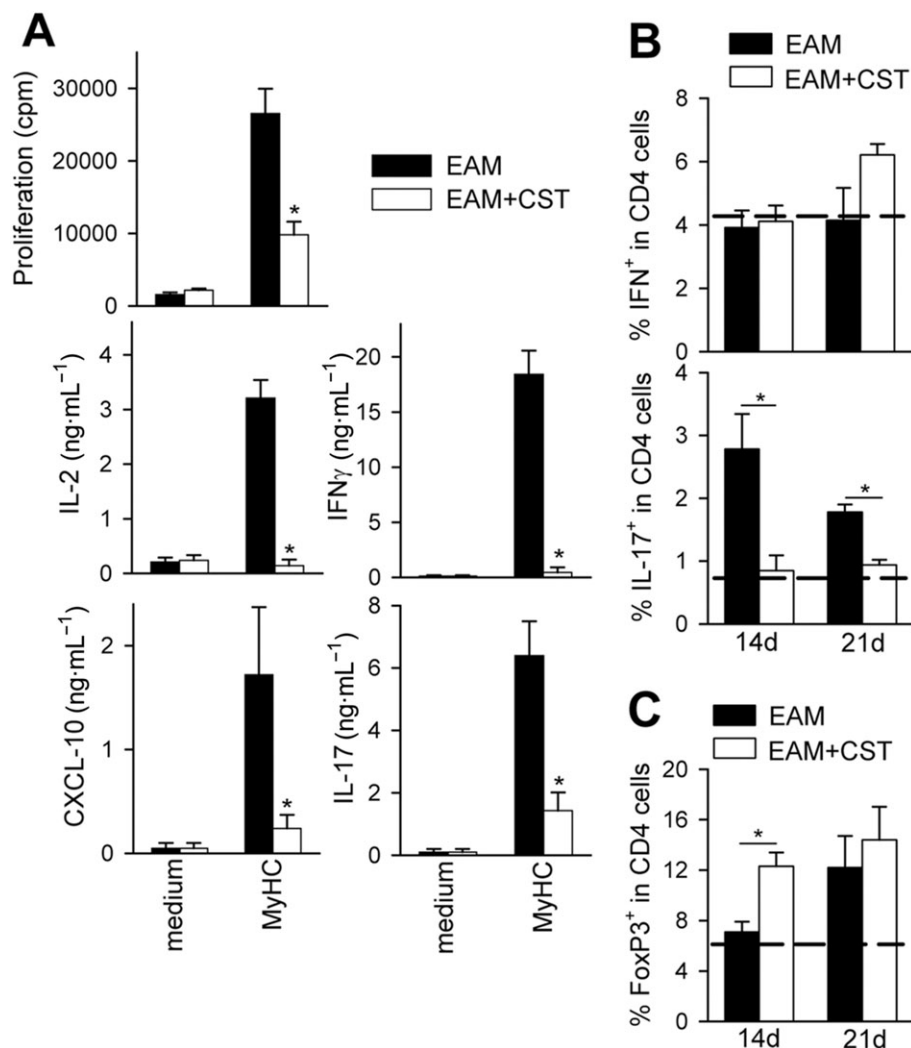 A
Proliferation (cpm)
30000
20000
10000
0
EAM
EAM+CST
*
IL-2 (ng·mL⁻¹)
4
3
2
1
0
*
IFNγ (ng·mL⁻¹)
20
15
10
5
0
*
CXCL-10 (ng·mL⁻¹)
2
1
0
*
medium
MyHC
IL-17 (ng·mL⁻¹)
8
6
4
2
0
*
medium
MyHC
B
EAM
EAM+CST
% IFN⁺ in CD4 cells
8
6
4
2
0
% IL-17⁺ in CD4 cells
4
3
2
1
0
*
*
14d
21d
C
EAM
EAM+CST
% FoxP3⁺ in CD4 cells
20
16
12
8
4
0
*
14d
21d